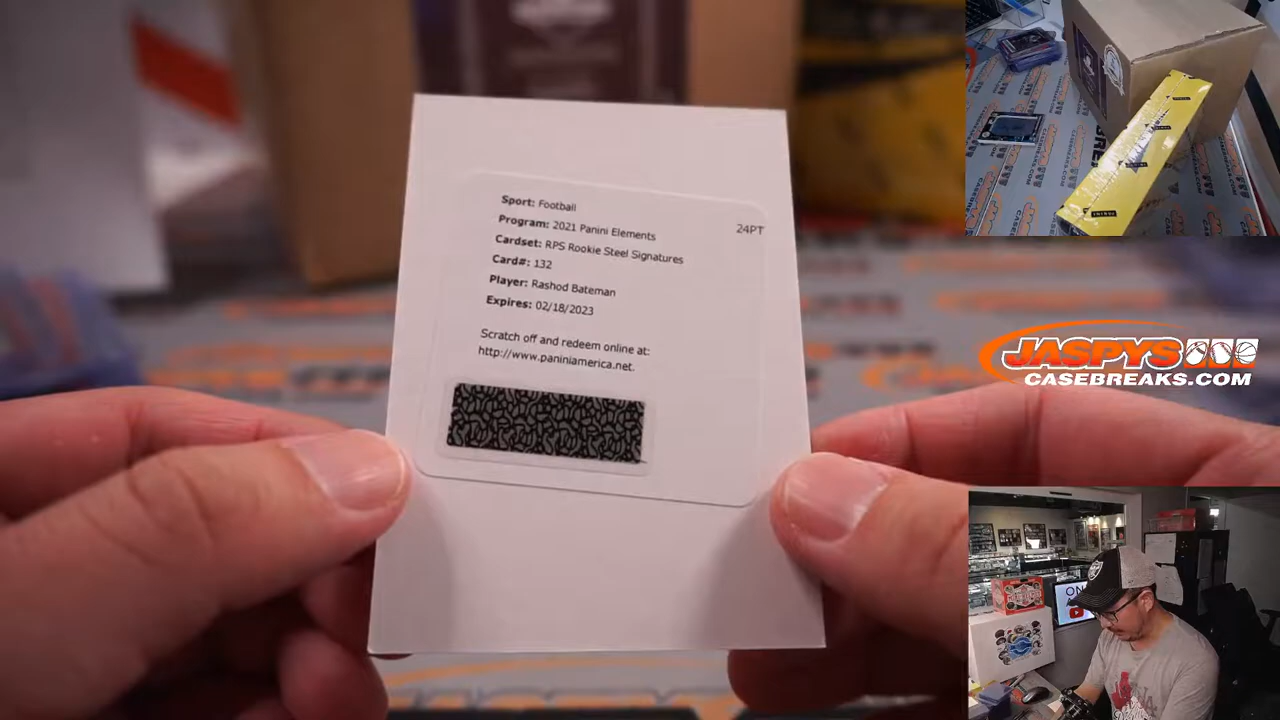 Sport: Football
Program: 2021 Panini Elements
24PT
Cardset: RPS Rookie Steel Signatures
Card#: 132
Player: Rashod Bateman
Expires: 02/18/2023
Scratch off and redeem online at:
http://www.paniniamerica.net.
JASPYS
CASEBREAKS.COM